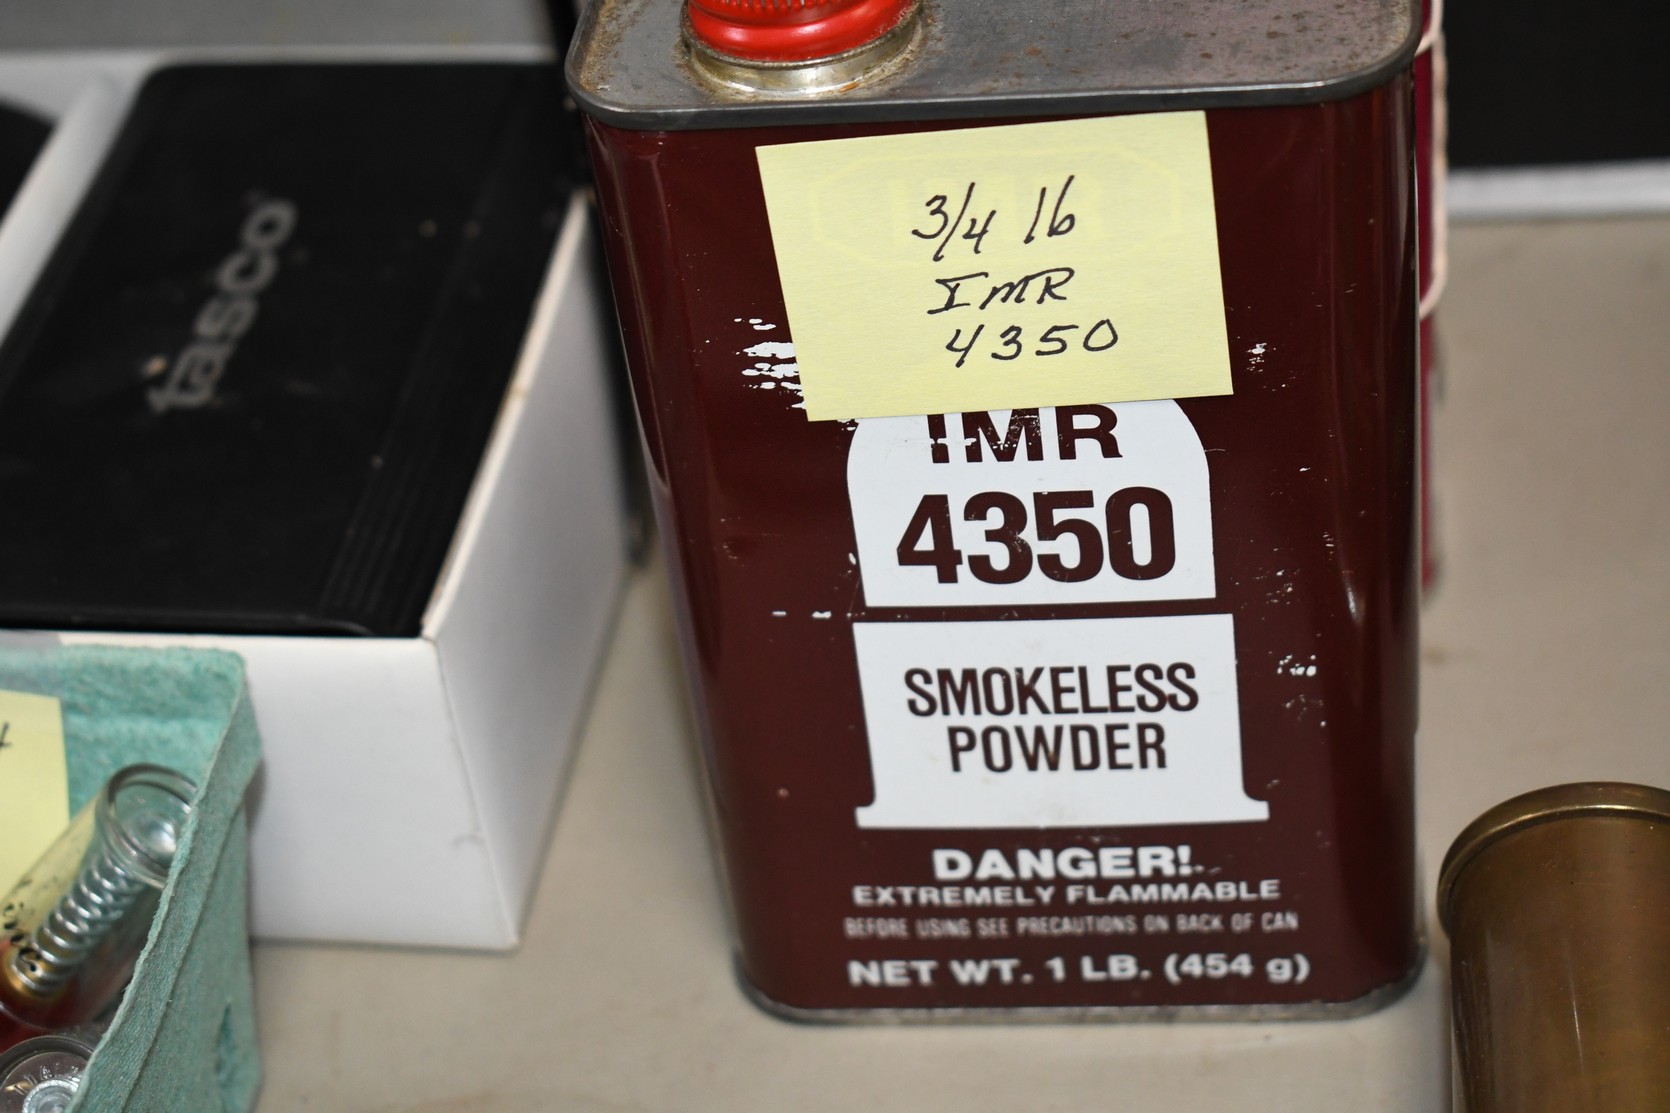 tasco
3/4 lb
IMR
4350
IMR
4350
SMOKELESS
POWDER
DANGER!
EXTREMELY FLAMMABLE
BEFORE USING SEE PRECAUTIONS ON BACK OF CAN
NET WT. 1 LB. (454 g)